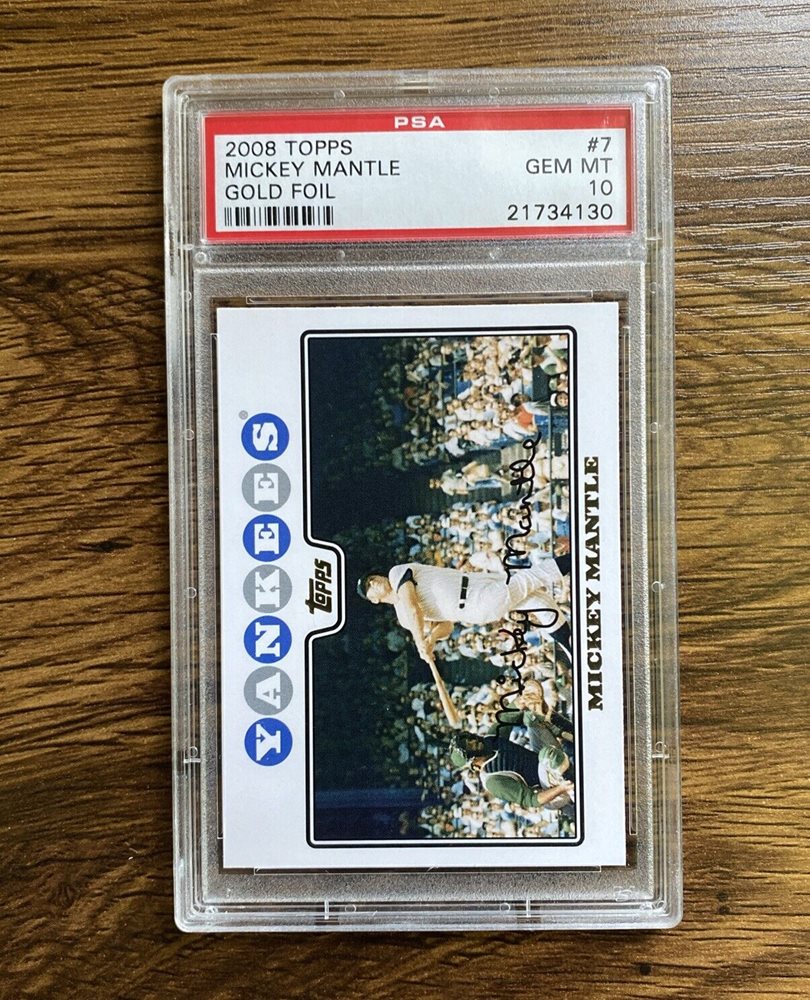 PSA
2008 TOPPS #7
MICKEY MANTLE GEM MT
GOLD FOIL 10
21734130
YANKEES®
TOPPS
Mickey Mantle
MICKEY MANTLE